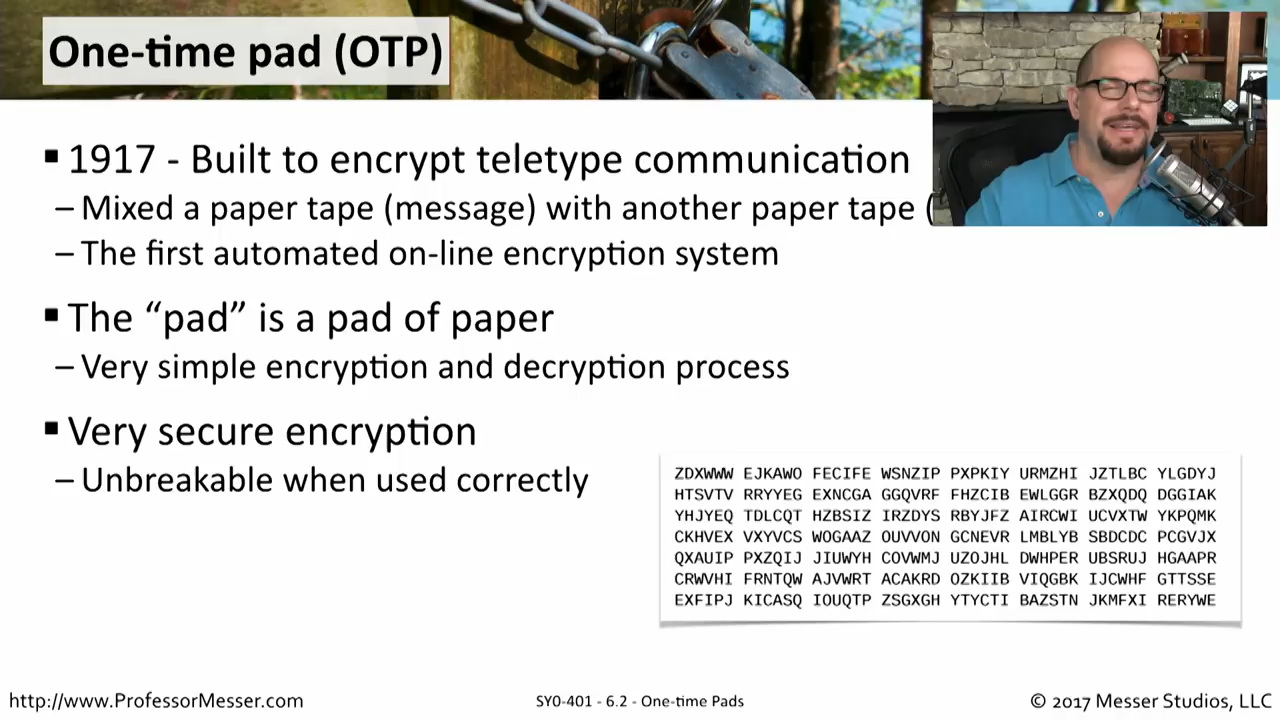 One-time pad (OTP)
▪ 1917 - Built to encrypt teletype communication
– Mixed a paper tape (message) with another paper tape (
– The first automated on-line encryption system
▪ The “pad” is a pad of paper
– Very simple encryption and decryption process
▪ Very secure encryption
– Unbreakable when used correctly
ZDXWWW EJKAWO FECIFE WSNZIP PXPKIY URMZHI JZTLBC YLGDYJ
HTSVTV RRYYEG EXNCGA GGQVRF FHZCIB EWLGGR BZXQDQ DGGIAK
YHJYEQ TDLCQT HZBSIZ IRZDYS RBYJFZ AIRCWI UCVXTW YKPQMK
CKHVEX VXYVCS WOGAAZ OUVVON GCNEVR LMBLYB SBDCDC PCGVJX
QXAUIP PXZQIJ JIUWYH COVWMJ UZOJHL DWHPER UBSRUJ HGAAPR
CRWVHI FRNTQW AJVWRT ACAKRD OZKIIB VIQGBK IJCWHF GTTSSE
EXFIPJ KICASQ IOUQTP ZSGXGH YTYCTI BAZSTN JKMFXI RERYWE
http://www.ProfessorMesser.com
SY0-401 - 6.2 - One-time Pads
© 2017 Messer Studios, LLC